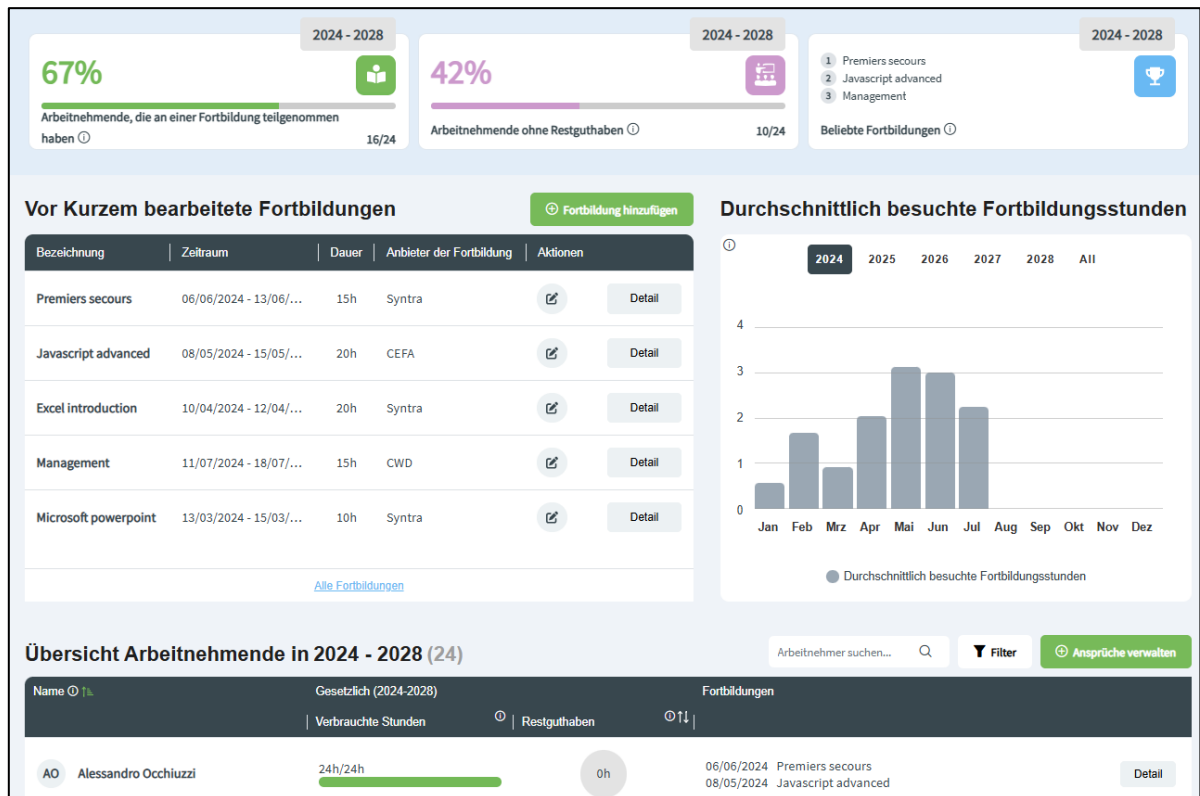 2024 - 2028
67%
Arbeitnehmende, die an einer Fortbildung teilgenommen
haben
16/24
2024 - 2028
42%
Arbeitnehmende ohne Restguthaben
10/24
2024 - 2028
1 Premiers secours
2 Javascript advanced
3 Management
Beliebte Fortbildungen
Vor Kurzem bearbeitete Fortbildungen
Fortbildung hinzufügen
Bezeichnung Zeitraum Dauer Anbieter der Fortbildung Aktionen
Premiers secours 06/06/2024 - 13/06/... 15h Syntra Detail
Javascript advanced 08/05/2024 - 15/05/... 20h CEFA Detail
Excel introduction 10/04/2024 - 12/04/... 20h Syntra Detail
Management 11/07/2024 - 18/07/... 15h CWD Detail
Microsoft powerpoint 13/03/2024 - 15/03/... 10h Syntra Detail
Alle Fortbildungen
Durchschnittlich besuchte Fortbildungsstunden
2024 2025 2026 2027 2028 All
4
3
2
1
0
Jan Feb Mrz Apr Mai Jun Jul Aug Sep Okt Nov Dez
Durchschnittlich besuchte Fortbildungsstunden
Übersicht Arbeitnehmende in 2024 - 2028 (24)
Arbeitnehmer suchen...
Filter
Ansprüche verwalten
Name Gesetzlich (2024-2028) Fortbildungen
Verbrauchte Stunden Restguthaben
AO Alessandro Occhiuzzi 24h/24h 0h 06/06/2024 Premiers secours
08/05/2024 Javascript advanced
Detail